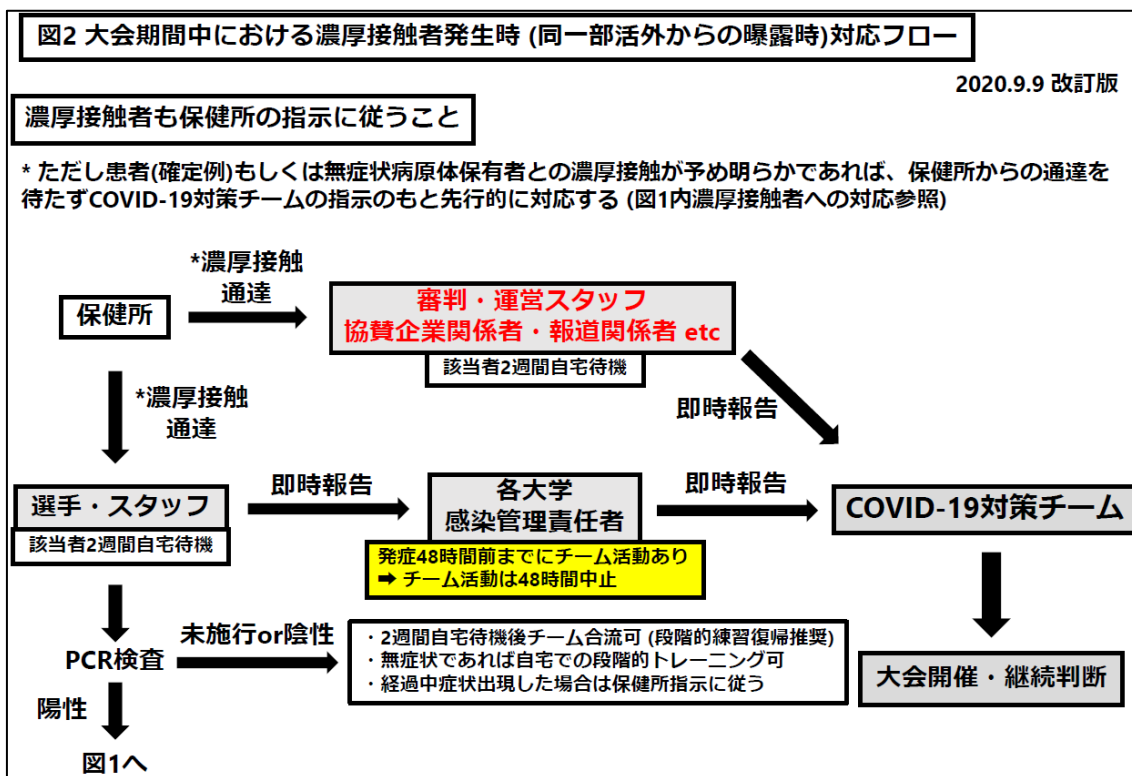 図2 大会期間中における濃厚接触者発生時 (同一部活外からの曝露時)対応フロー
2020.9.9 改訂版
濃厚接触者も保健所の指示に従うこと
* ただし患者(確定例)もしくは無症状病原体保有者との濃厚接触が予め明らかであれば、保健所からの通達を
待たずCOVID-19対策チームの指示のもと先行的に対応する (図1内濃厚接触者への対応参照)
*濃厚接触
通達
保健所
審判・運営スタッフ
協賛企業関係者・報道関係者 etc
該当者2週間自宅待機
*濃厚接触
通達
即時報告
選手・スタッフ
該当者2週間自宅待機
即時報告
各大学
感染管理責任者
発症48時間前までにチーム活動あり
➡ チーム活動は48時間中止
即時報告
COVID-19対策チーム
PCR検査
未施行or陰性
・2週間自宅待機後チーム合流可 (段階的練習復帰推奨)
・無症状であれば自宅での段階的トレーニング可
・経過中症状出現した場合は保健所指示に従う
大会開催・継続判断
陽性
図1へ